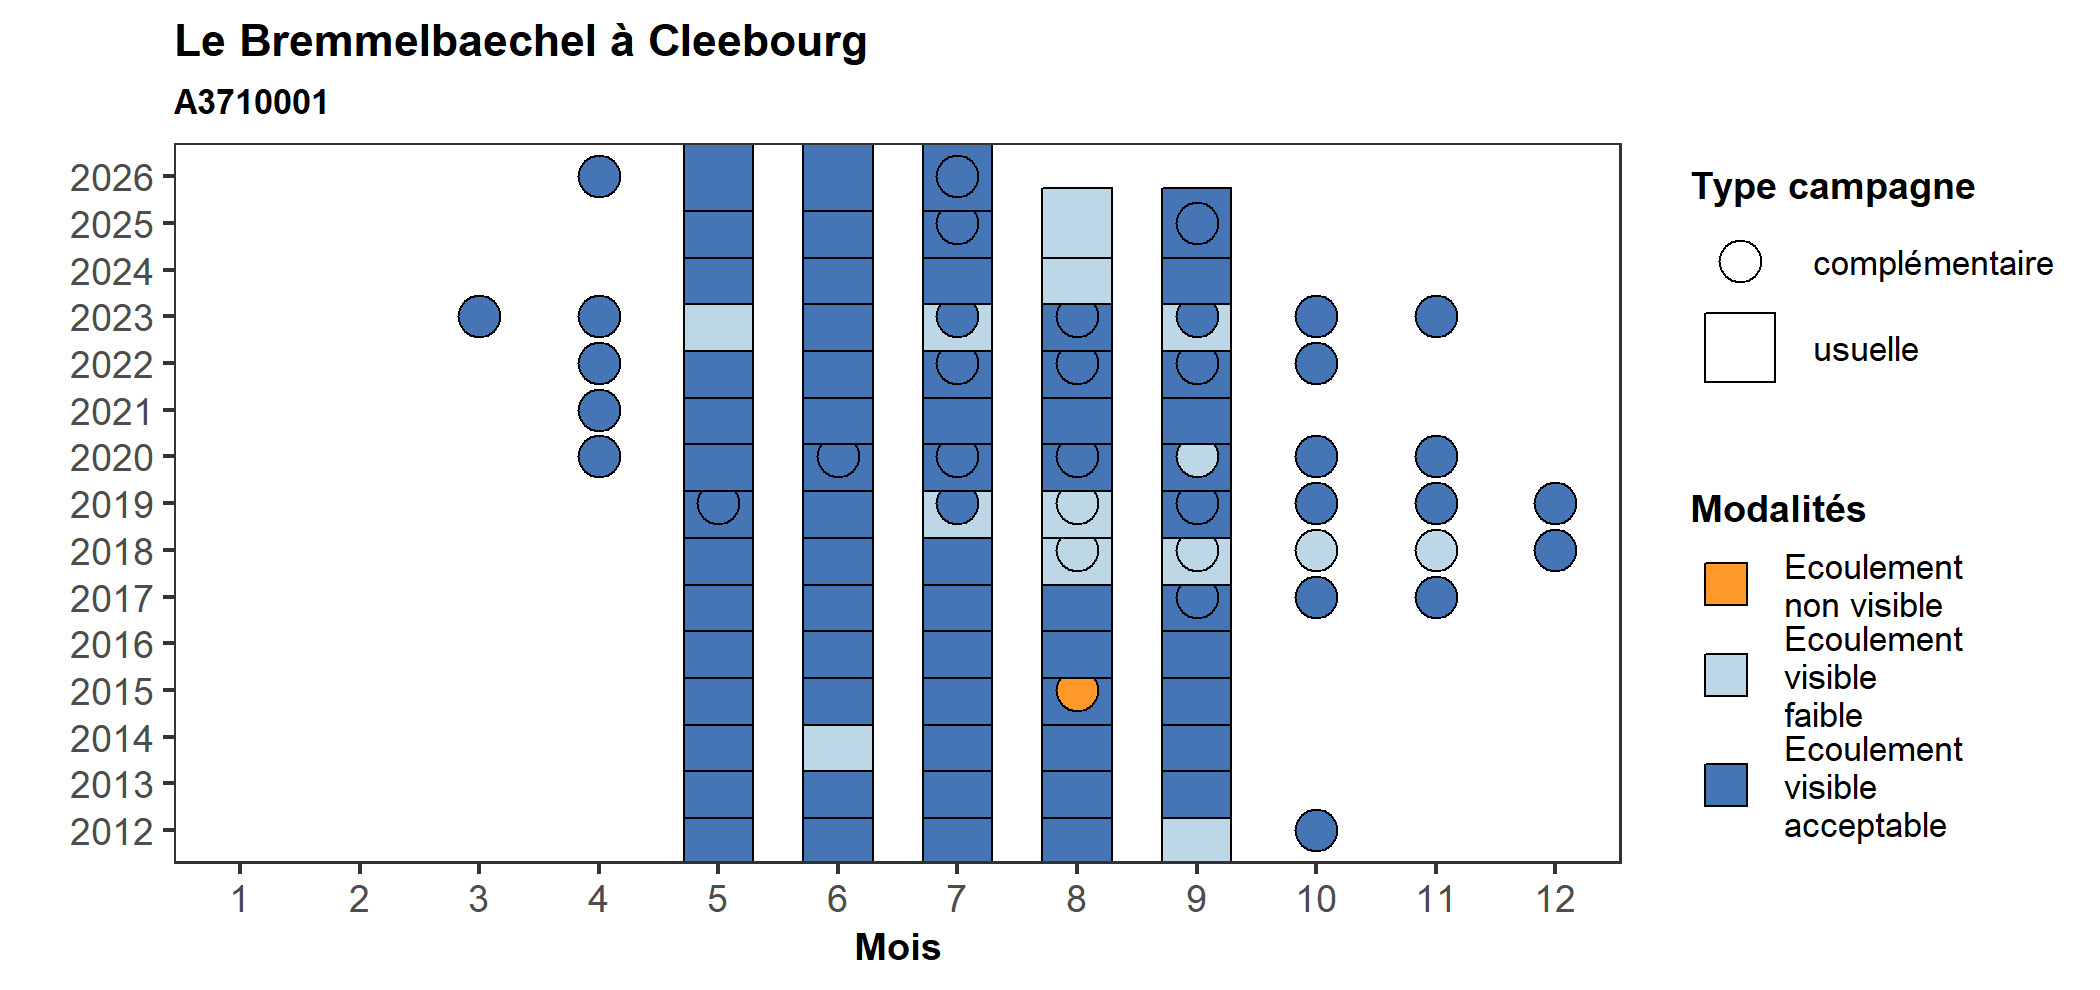 Le Bremmelbaechel à Cleebourg
A3710001
2026
2025
2024
2023
2022
2021
2020
2019
2018
2017
2016
2015
2014
2013
2012
1 2 3 4 5 6 7 8 9 10 11 12
Mois
Type campagne
complémentaire
usuelle
Modalités
Ecoulement
non visible
Ecoulement
visible
faible
Ecoulement
visible
acceptable